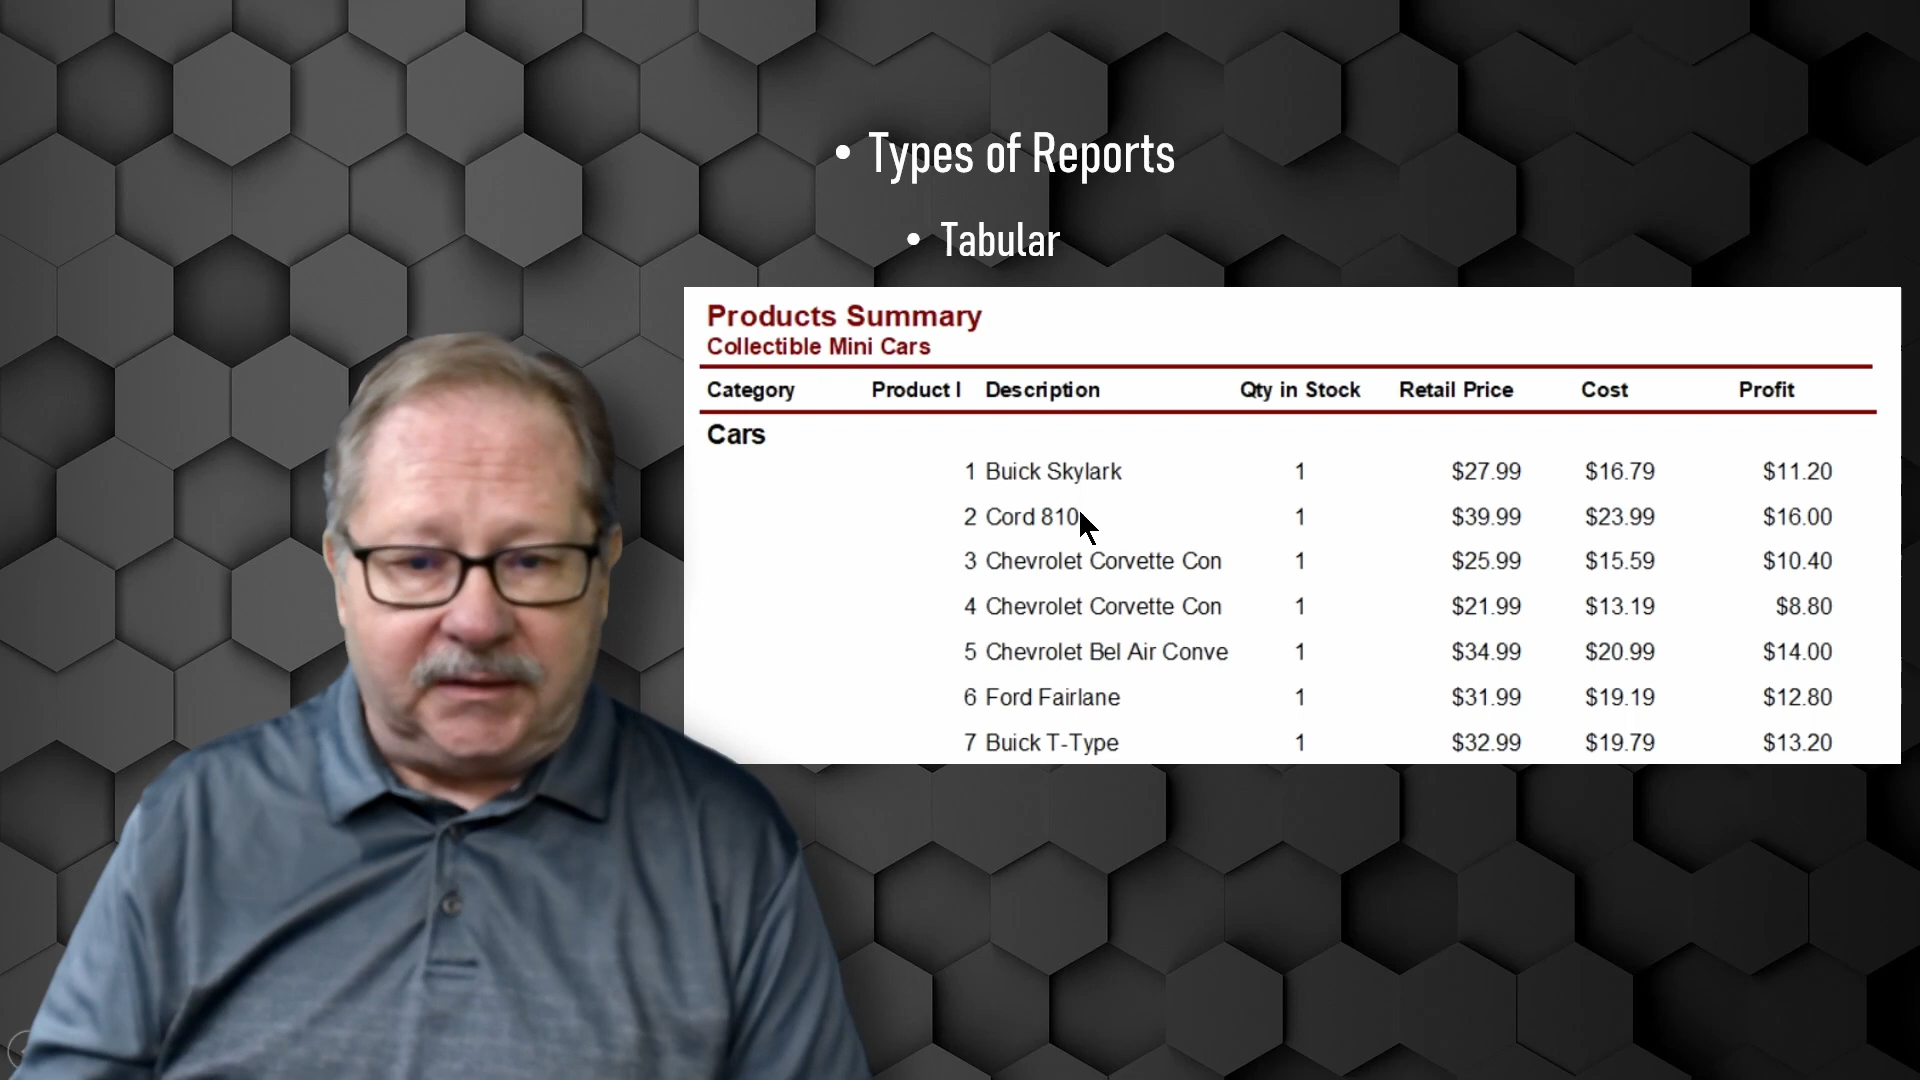 • Types of Reports
• Tabular
Products Summary
Collectible Mini Cars
Category Product I Description Qty in Stock Retail Price Cost Profit
Cars
1 Buick Skylark 1 $27.99 $16.79 $11.20
2 Cord 810 1 $39.99 $23.99 $16.00
3 Chevrolet Corvette Con 1 $25.99 $15.59 $10.40
4 Chevrolet Corvette Con 1 $21.99 $13.19 $8.80
5 Chevrolet Bel Air Conve 1 $34.99 $20.99 $14.00
6 Ford Fairlane 1 $31.99 $19.19 $12.80
7 Buick T-Type 1 $32.99 $19.79 $13.20